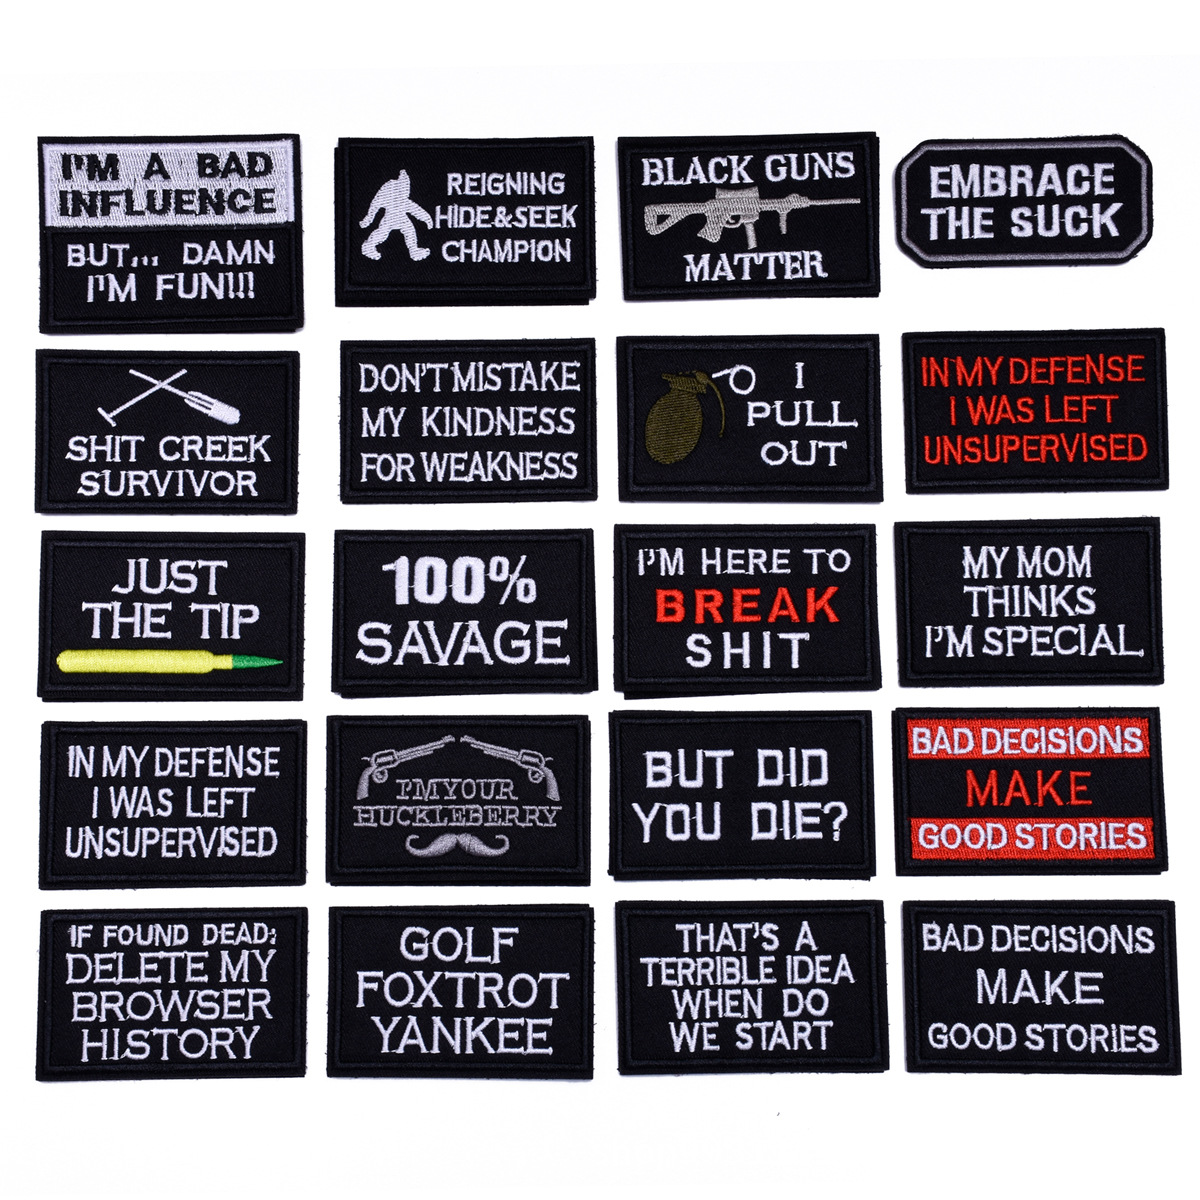 I'M A BAD
INFLUENCE
BUT... DAMN
I'M FUN!!!
REIGNING
HIDE&SEEK
CHAMPION
BLACK GUNS
MATTER
EMBRACE
THE SUCK
SHIT CREEK
SURVIVOR
DON'T MISTAKE
MY KINDNESS
FOR WEAKNESS
I
PULL
OUT
IN MY DEFENSE
I WAS LEFT
UNSUPERVISED
JUST
THE TIP
100%
SAVAGE
I'M HERE TO
BREAK
SHIT
MY MOM
THINKS
I'M SPECIAL
IN MY DEFENSE
I WAS LEFT
UNSUPERVISED
I'M YOUR
HUCKLEBERRY
BUT DID
YOU DIE?
BAD DECISIONS
MAKE
GOOD STORIES
IF FOUND DEAD:
DELETE MY
BROWSER
HISTORY
GOLF
FOXTROT
YANKEE
THAT'S A
TERRIBLE IDEA
WHEN DO
WE START
BAD DECISIONS
MAKE
GOOD STORIES